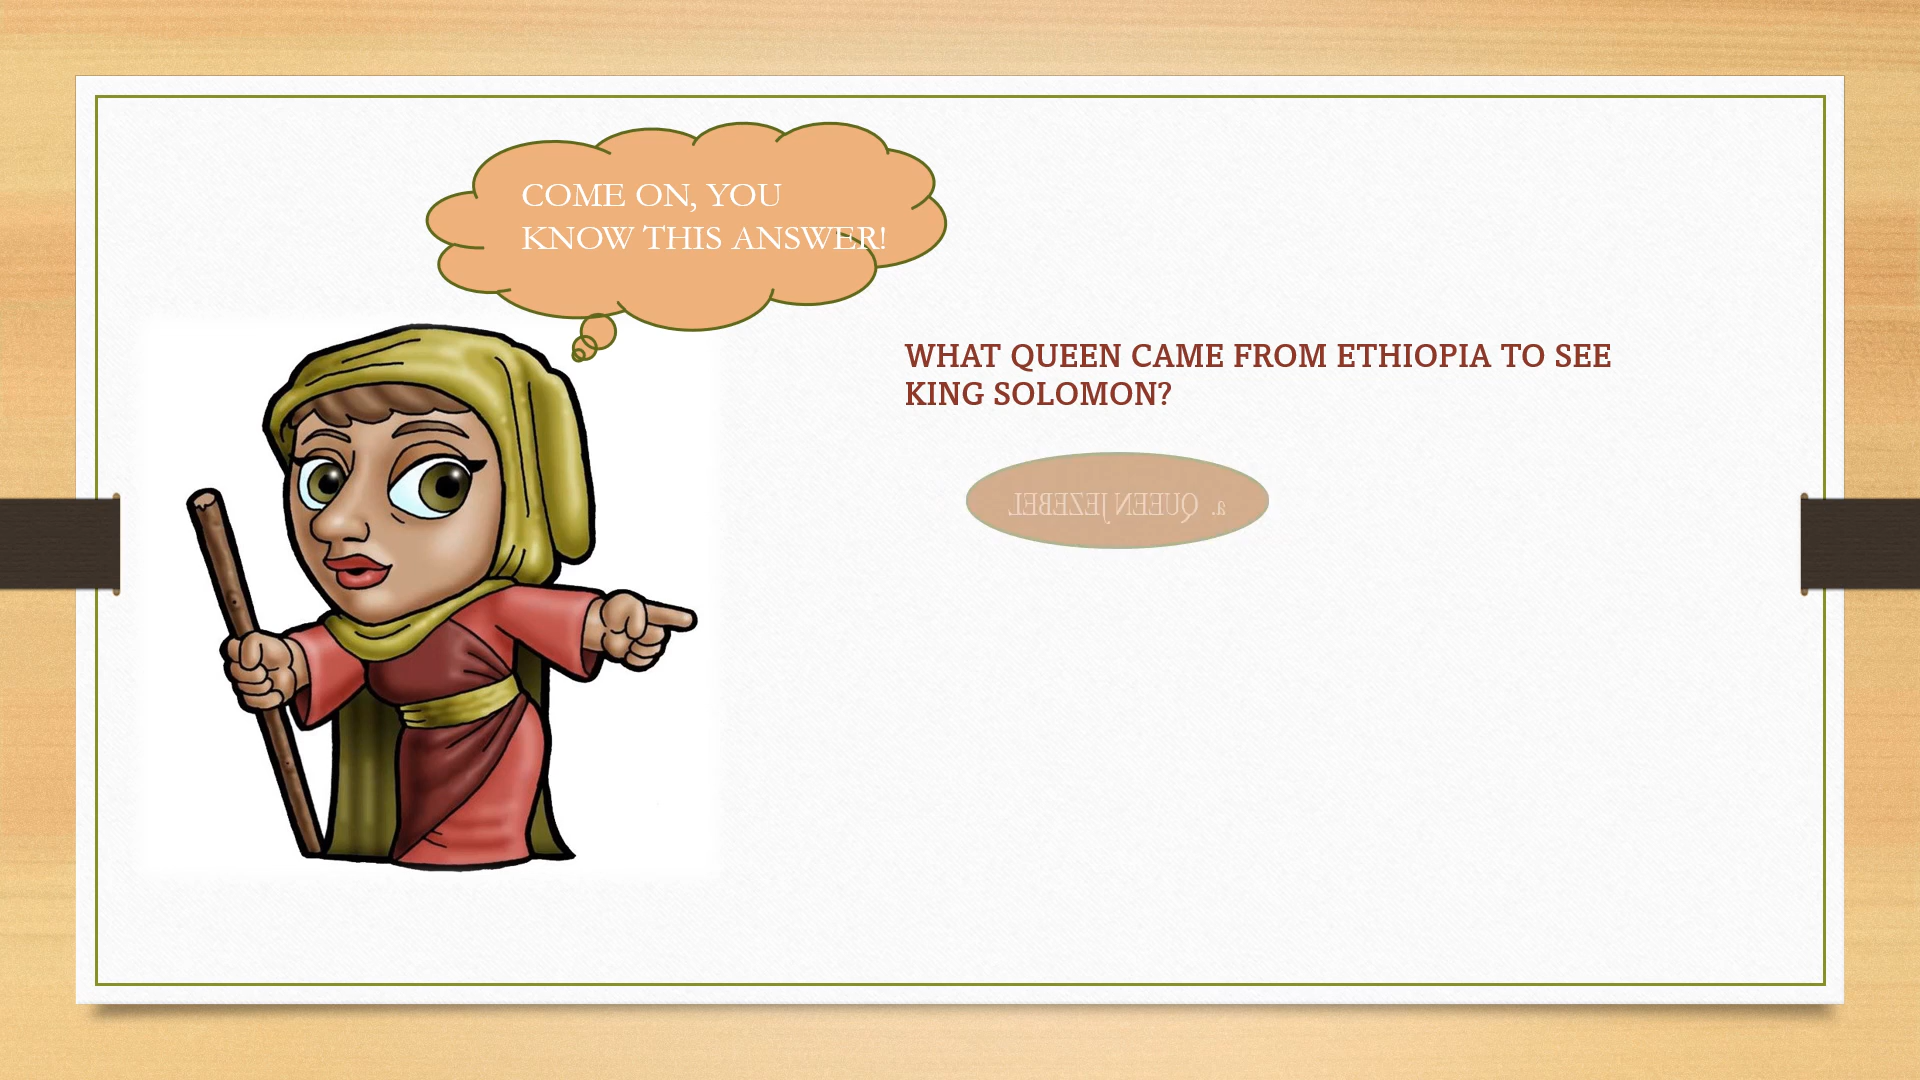 COME ON, YOU
KNOW THIS ANSWER!
WHAT QUEEN CAME FROM ETHIOPIA TO SEE
KING SOLOMON?
a. QUEEN JEZEBEL